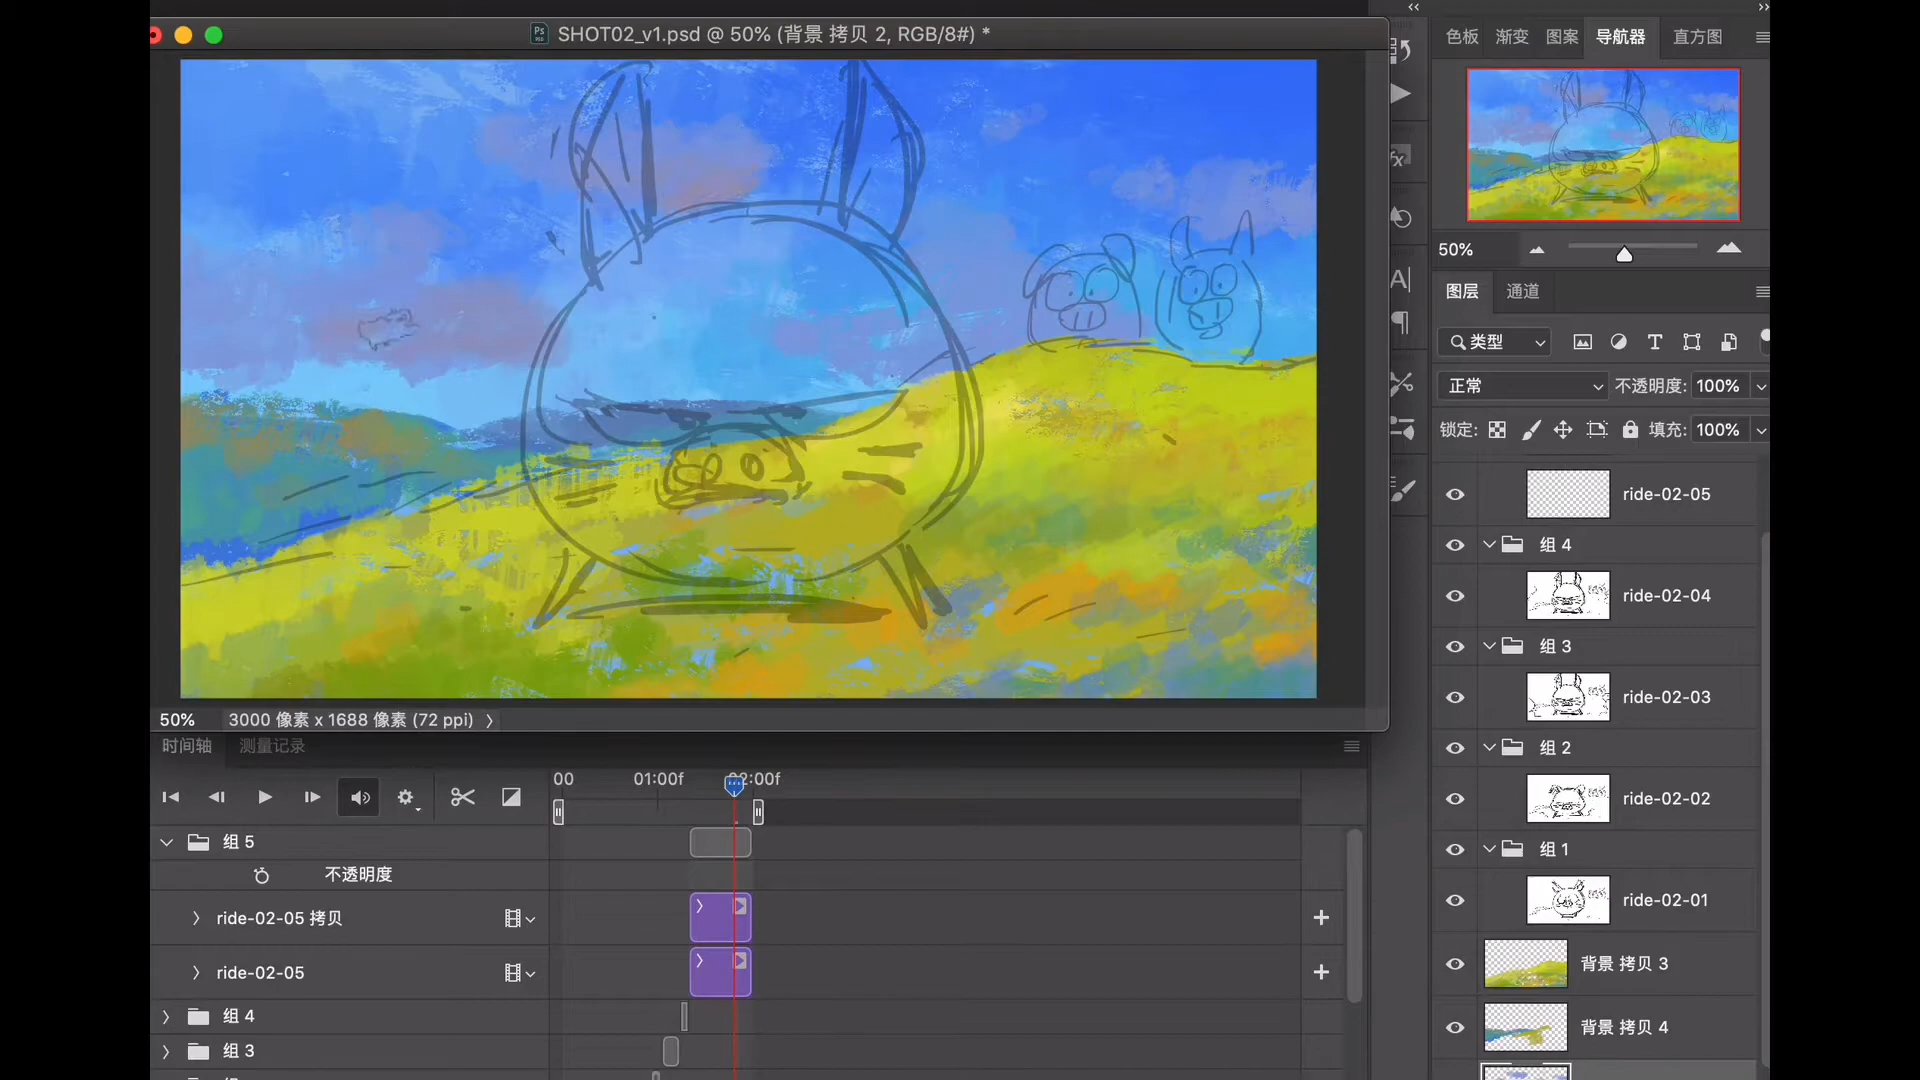 SHOT02_v1.psd @ 50% (背景 拷贝 2, RGB/8#) *
色板 渐变 图案 导航器 直方图
50%
图层 通道
类型
正常 不透明度: 100%
锁定: 填充: 100%
ride-02-05
组 4
ride-02-04
组 3
ride-02-03
组 2
ride-02-02
组 1
ride-02-01
背景 拷贝 3
背景 拷贝 4
50% 3000 像素 x 1688 像素 (72 ppi)
时间轴 测量记录
00 01:00f 02:00f
组 5
不透明度
ride-02-05 拷贝
ride-02-05
组 4
组 3